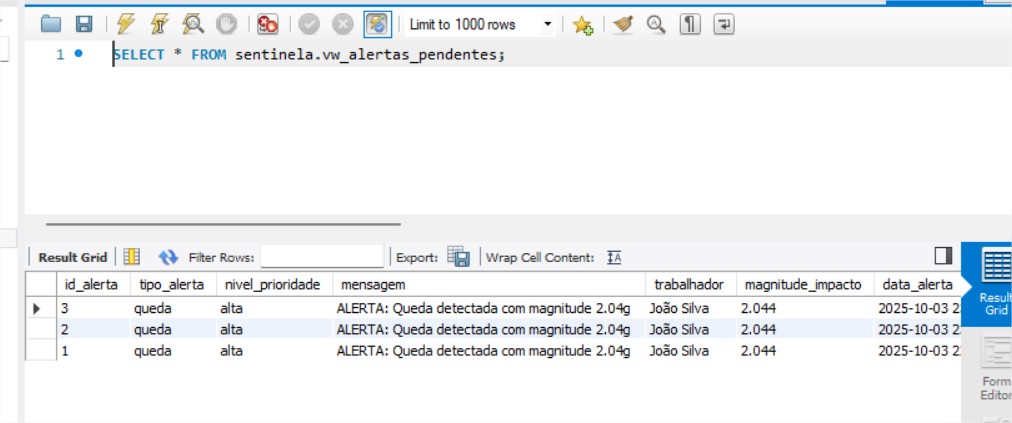 Limit to 1000 rows
1 SELECT * FROM sentinela.vw_alertas_pendentes;
Result Grid Filter Rows: Export: Wrap Cell Content:
id_alerta tipo_alerta nivel_prioridade mensagem trabalhador magnitude_impacto data_alerta
3 queda alta ALERTA: Queda detectada com magnitude 2.04g João Silva 2.044 2025-10-03 2
2 queda alta ALERTA: Queda detectada com magnitude 2.04g João Silva 2.044 2025-10-03 2
1 queda alta ALERTA: Queda detectada com magnitude 2.04g João Silva 2.044 2025-10-03 2
Result
Grid
Form
Editor